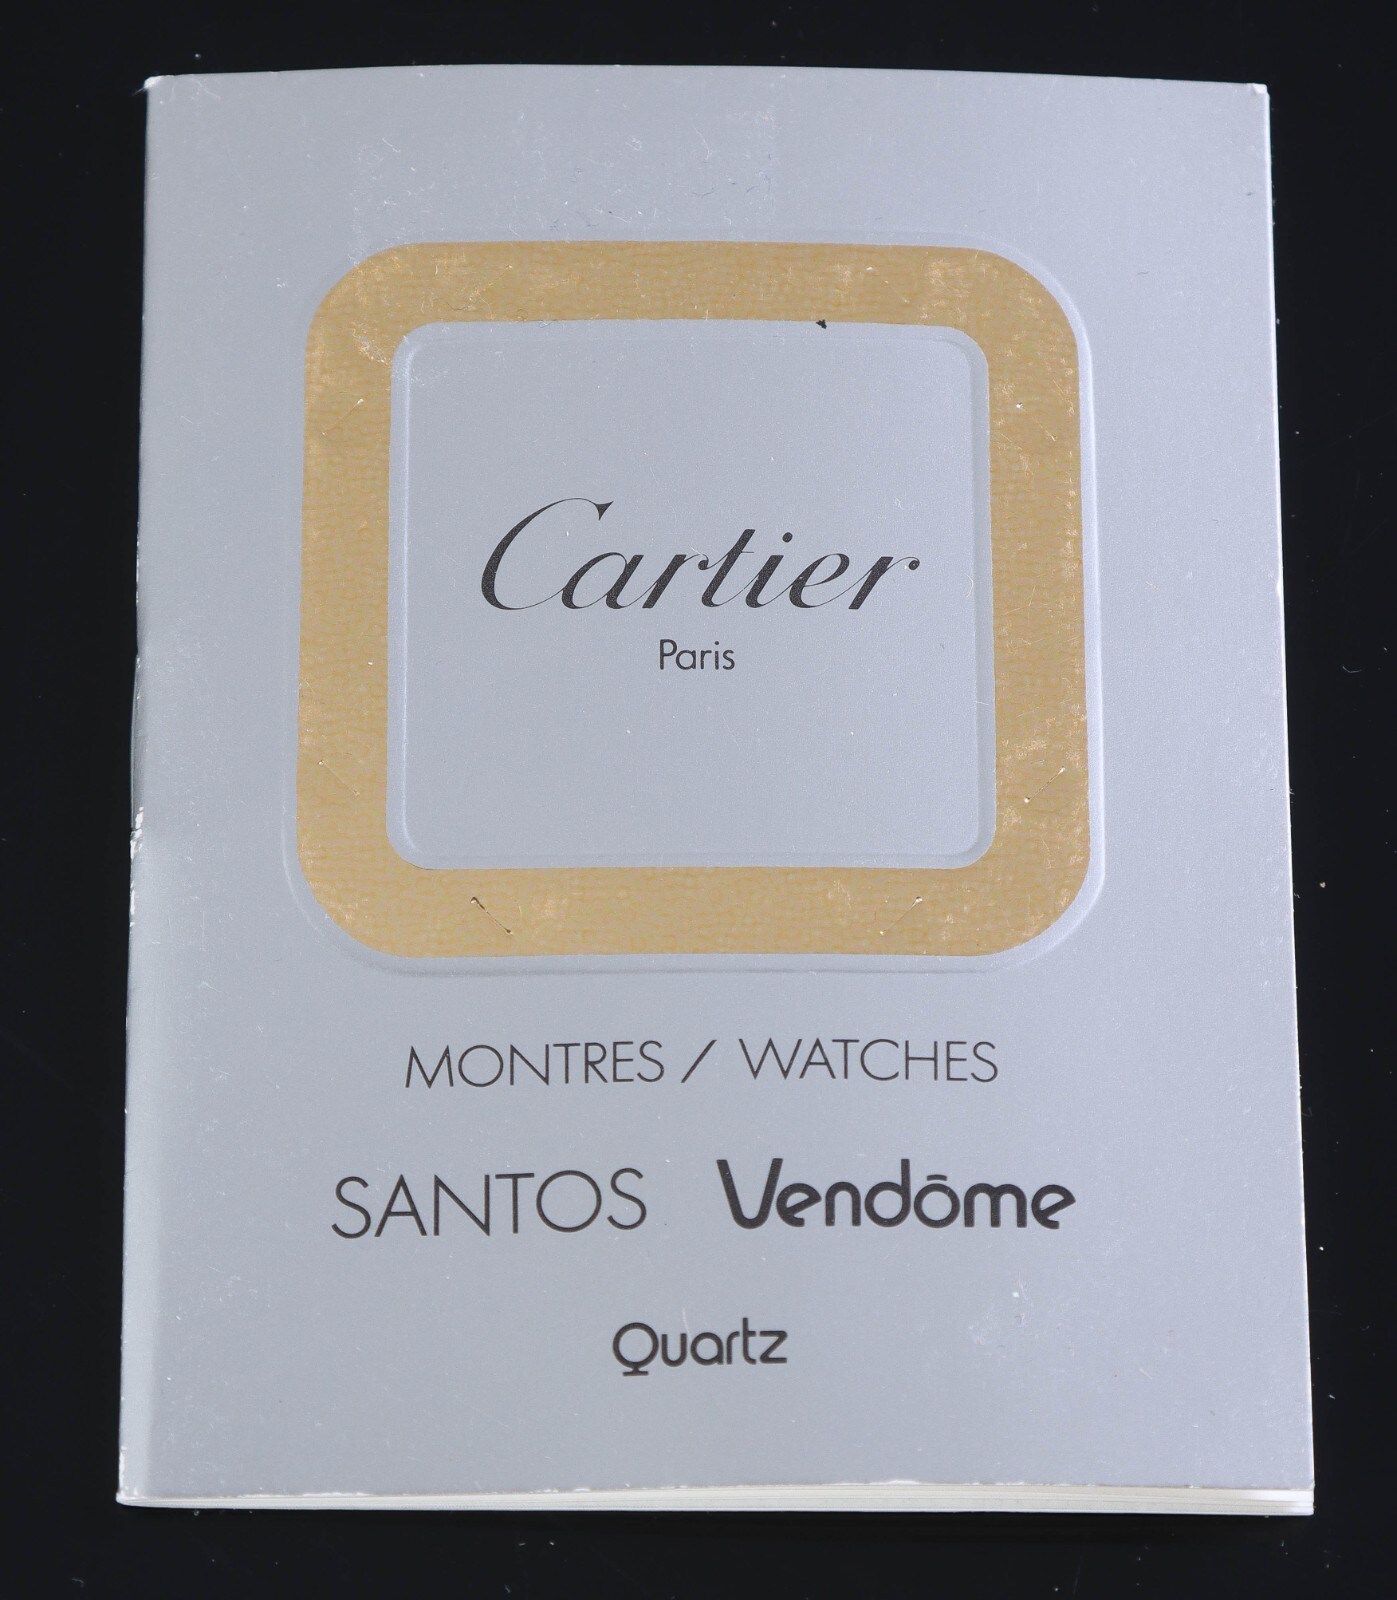 Cartier
Paris
MONTRES / WATCHES
SANTOS Vendôme
Quartz